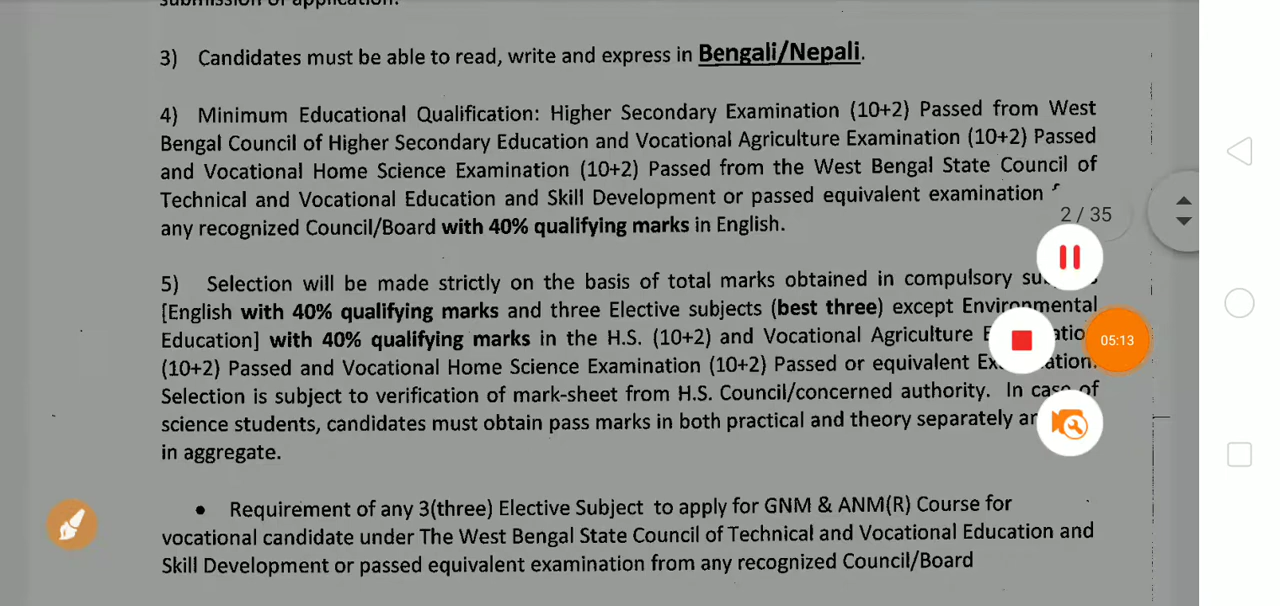 3) Candidates must be able to read, write and express in Bengali/Nepali.
4) Minimum Educational Qualification: Higher Secondary Examination (10+2) Passed from West
Bengal Council of Higher Secondary Education and Vocational Agriculture Examination (10+2) Passed
and Vocational Home Science Examination (10+2) Passed from the West Bengal State Council of
Technical and Vocational Education and Skill Development or passed equivalent examination
2 / 35
any recognized Council/Board with 40% qualifying marks in English.
5) Selection will be made strictly on the basis of total marks obtained in compulsory
[English with 40% qualifying marks and three Elective subjects (best three) except Environmental
Education] with 40% qualifying marks in the H.S. (10+2) and Vocational Agriculture
05:13
(10+2) Passed and Vocational Home Science Examination (10+2) Passed or equivalent
Selection is subject to verification of mark-sheet from H.S. Council/concerned authority. In case of
science students, candidates must obtain pass marks in both practical and theory separately
in aggregate.
• Requirement of any 3(three) Elective Subject to apply for GNM & ANM(R) Course for
vocational candidate under The West Bengal State Council of Technical and Vocational Education and
Skill Development or passed equivalent examination from any recognized Council/Board